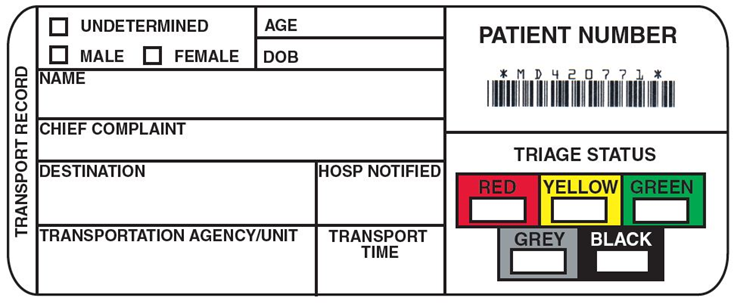 TRANSPORT RECORD
UNDETERMINED
MALE FEMALE
AGE
DOB
NAME
CHIEF COMPLAINT
DESTINATION
HOSP NOTIFIED
TRANSPORTATION AGENCY/UNIT
TRANSPORT
TIME
PATIENT NUMBER
*MD420771*
TRIAGE STATUS
RED YELLOW GREEN
GREY BLACK